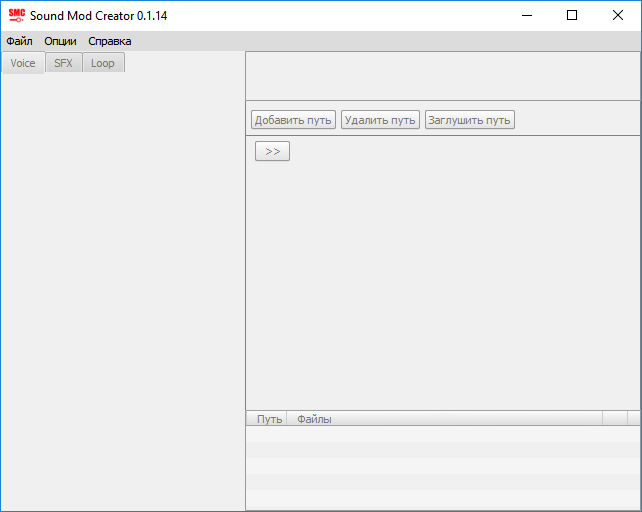 SMC Sound Mod Creator 0.1.14
Файл Опции Справка
Voice SFX Loop
Добавить путь Удалить путь Заглушить путь
>>
Путь Файлы